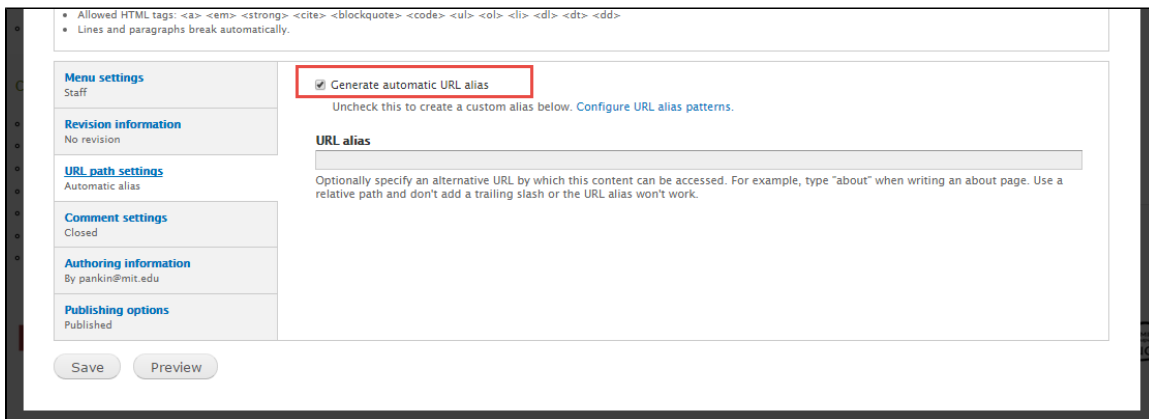 Allowed HTML tags: <a> <em> <strong> <cite> <blockquote> <code> <ul> <ol> <li> <dl> <dt> <dd>
Lines and paragraphs break automatically.
Menu settings
Staff
Revision information
No revision
URL path settings
Automatic alias
Comment settings
Closed
Authoring information
By pankin@mit.edu
Publishing options
Published
Generate automatic URL alias
Uncheck this to create a custom alias below. Configure URL alias patterns.
URL alias
Optionally specify an alternative URL by which this content can be accessed. For example, type "about" when writing an about page. Use a
relative path and don't add a trailing slash or the URL alias won't work.
Save
Preview